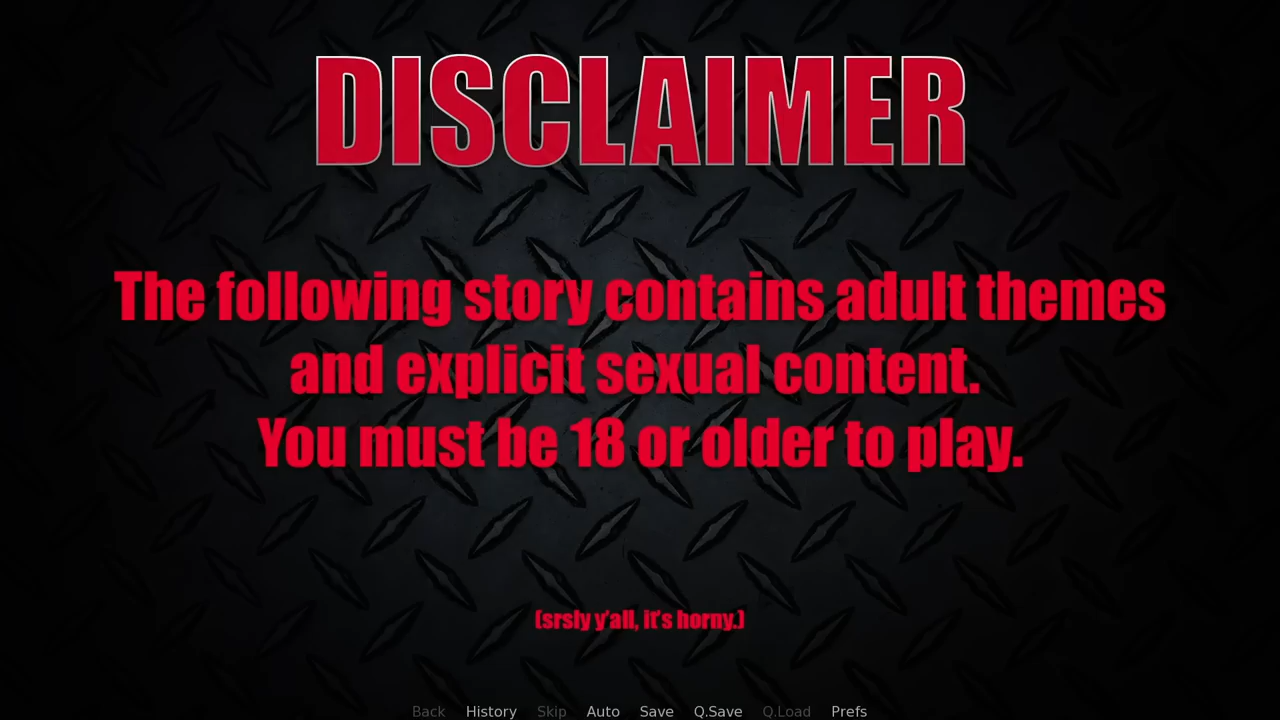 DISCLAIMER
The following story contains adult themes
and explicit sexual content.
You must be 18 or older to play.
(srsly y'all, it's horny.)
Back History Skip Auto Save Q.Save Q.Load Prefs